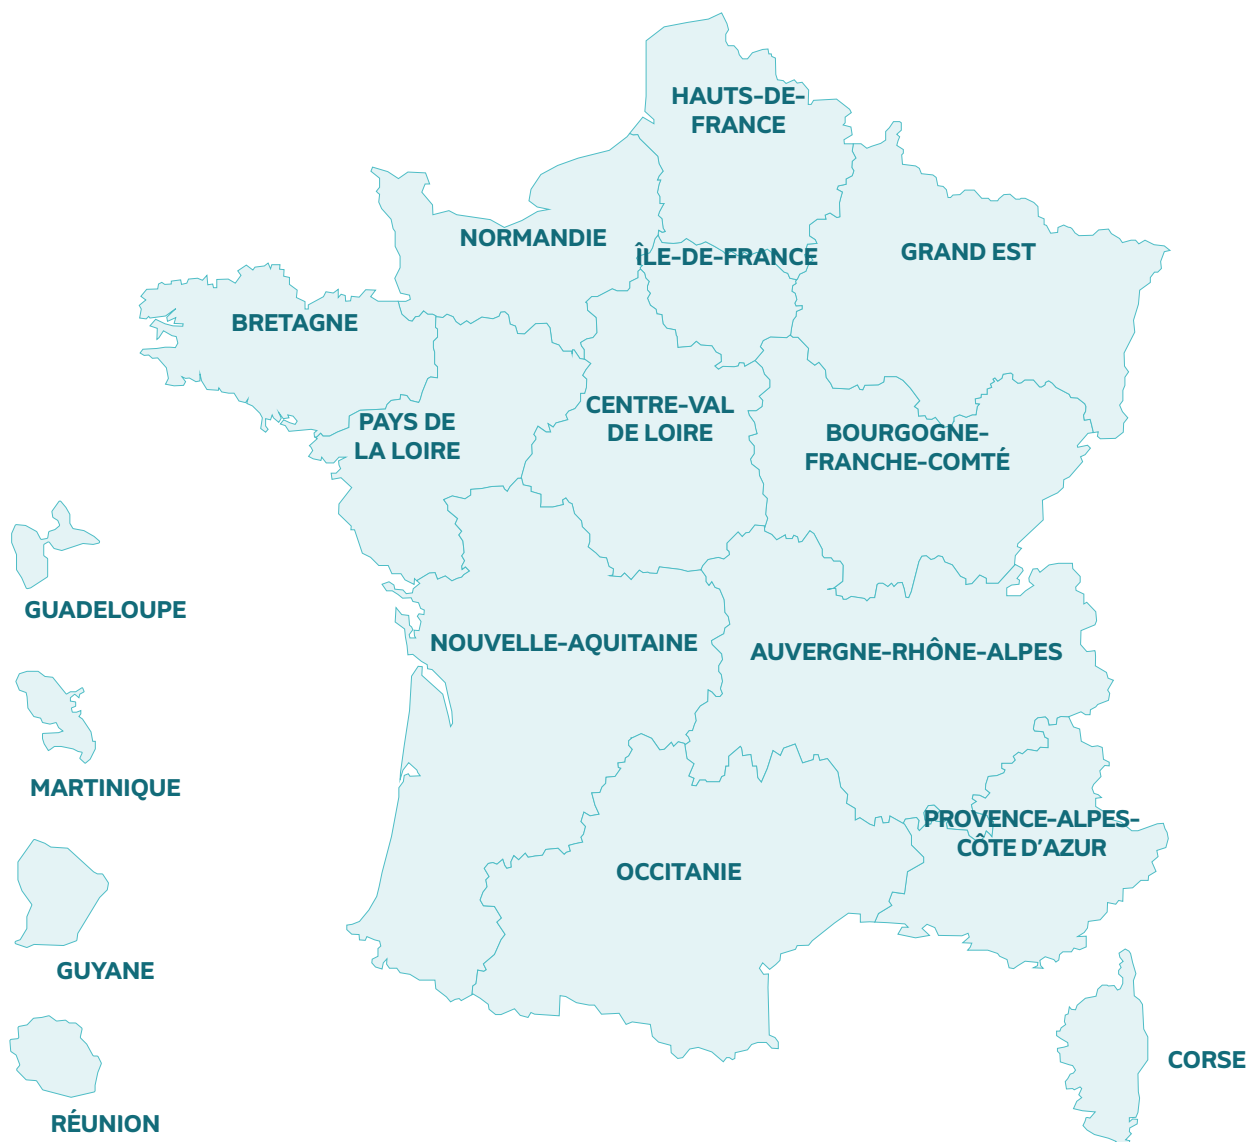 HAUTS-DE-
FRANCE
NORMANDIE
ÎLE-DE-FRANCE
GRAND EST
BRETAGNE
PAYS DE
LA LOIRE
CENTRE-VAL
DE LOIRE
BOURGOGNE-
FRANCHE-COMTÉ
GUADELOUPE
NOUVELLE-AQUITAINE
AUVERGNE-RHÔNE-ALPES
MARTINIQUE
PROVENCE-ALPES-
CÔTE D'AZUR
OCCITANIE
GUYANE
CORSE
RÉUNION